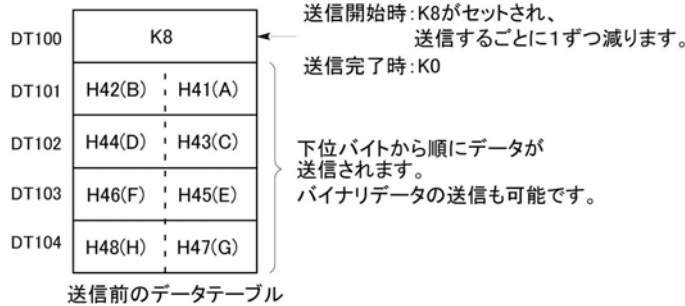 送信開始時:K8がセットされ、
DT100 K8
送信するごとに1ずつ減ります。
送信完了時:K0
DT101 H42(B) H41(A)
DT102 H44(D) H43(C)
下位バイトから順にデータが
送信されます。
DT103 H46(F) H45(E)
バイナリデータの送信も可能です。
DT104 H48(H) H47(G)
送信前のデータテーブル